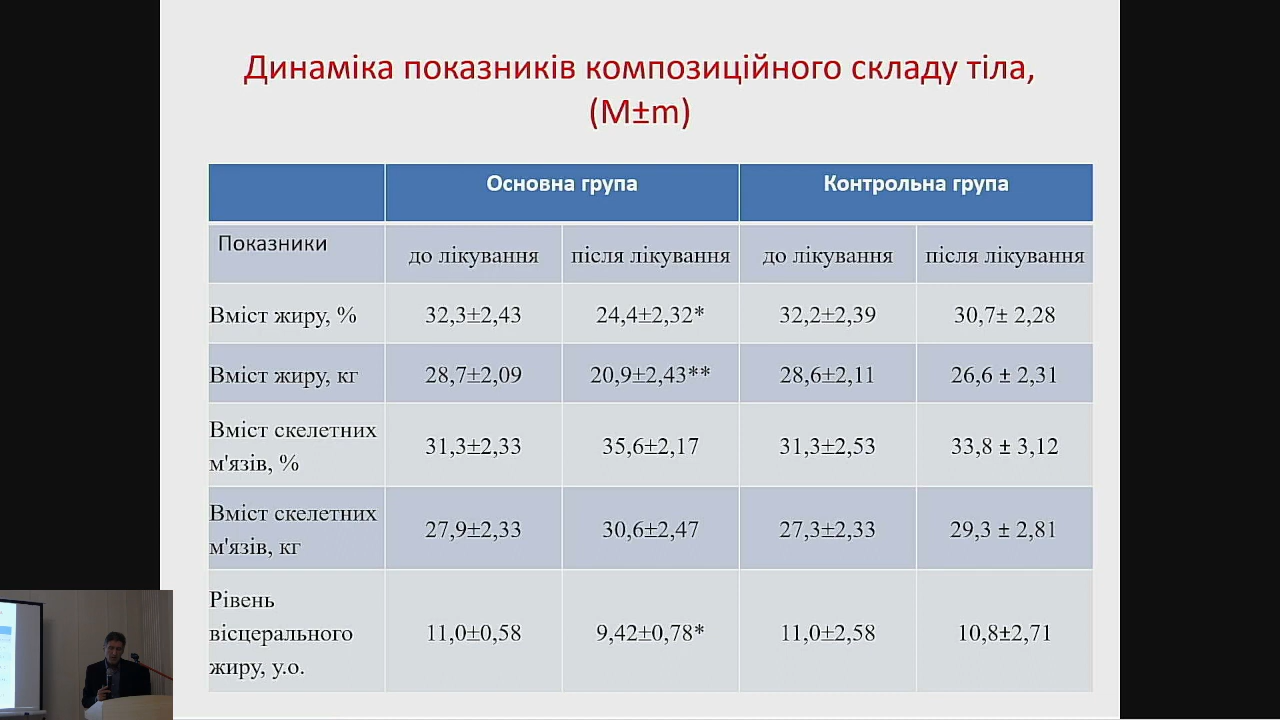 Динаміка показників композиційного складу тіла,
(M±m)
Основна група Контрольна група
Показники до лікування після лікування до лікування після лікування
Вміст жиру, % 32,3±2,43 24,4±2,32* 32,2±2,39 30,7± 2,28
Вміст жиру, кг 28,7±2,09 20,9±2,43** 28,6±2,11 26,6 ± 2,31
Вміст скелетних
м'язів, % 31,3±2,33 35,6±2,17 31,3±2,53 33,8 ± 3,12
Вміст скелетних
м'язів, кг 27,9±2,33 30,6±2,47 27,3±2,33 29,3 ± 2,81
Рівень
вісцерального
жиру, у.о. 11,0±0,58 9,42±0,78* 11,0±2,58 10,8±2,71